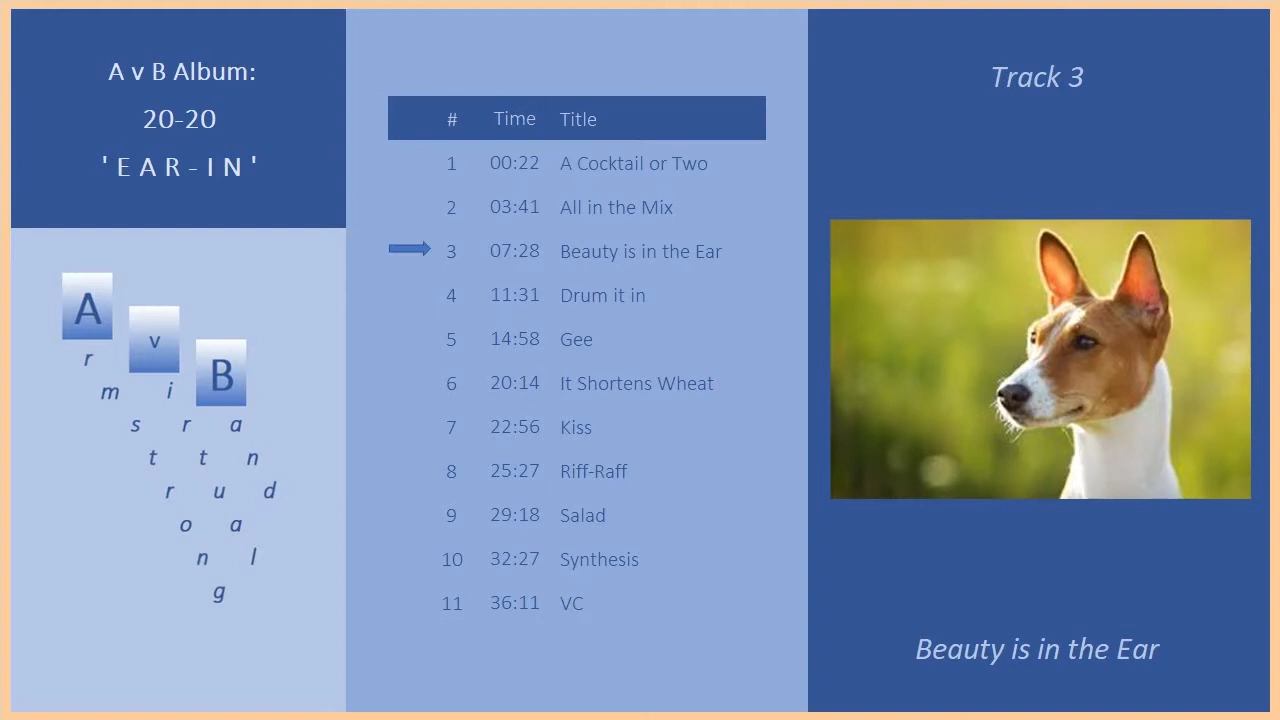 A v B Album:
20-20
' E A R - I N '
A
v
B
r
m i
s r a
t t n
r u d
o a
n l
g
# Time Title
1 00:22 A Cocktail or Two
2 03:41 All in the Mix
3 07:28 Beauty is in the Ear
4 11:31 Drum it in
5 14:58 Gee
6 20:14 It Shortens Wheat
7 22:56 Kiss
8 25:27 Riff-Raff
9 29:18 Salad
10 32:27 Synthesis
11 36:11 VC
Track 3
Beauty is in the Ear